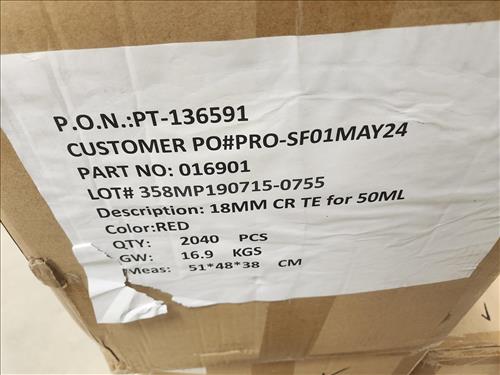 P.O.N.:PT-136591
CUSTOMER PO#PRO-SF01MAY24
PART NO: 016901
LOT# 358MP190715-0755
Description: 18MM CR TE for 50ML
Color:RED
QTY: 2040 PCS
GW: 16.9 KGS
Meas: 51*48*38 CM